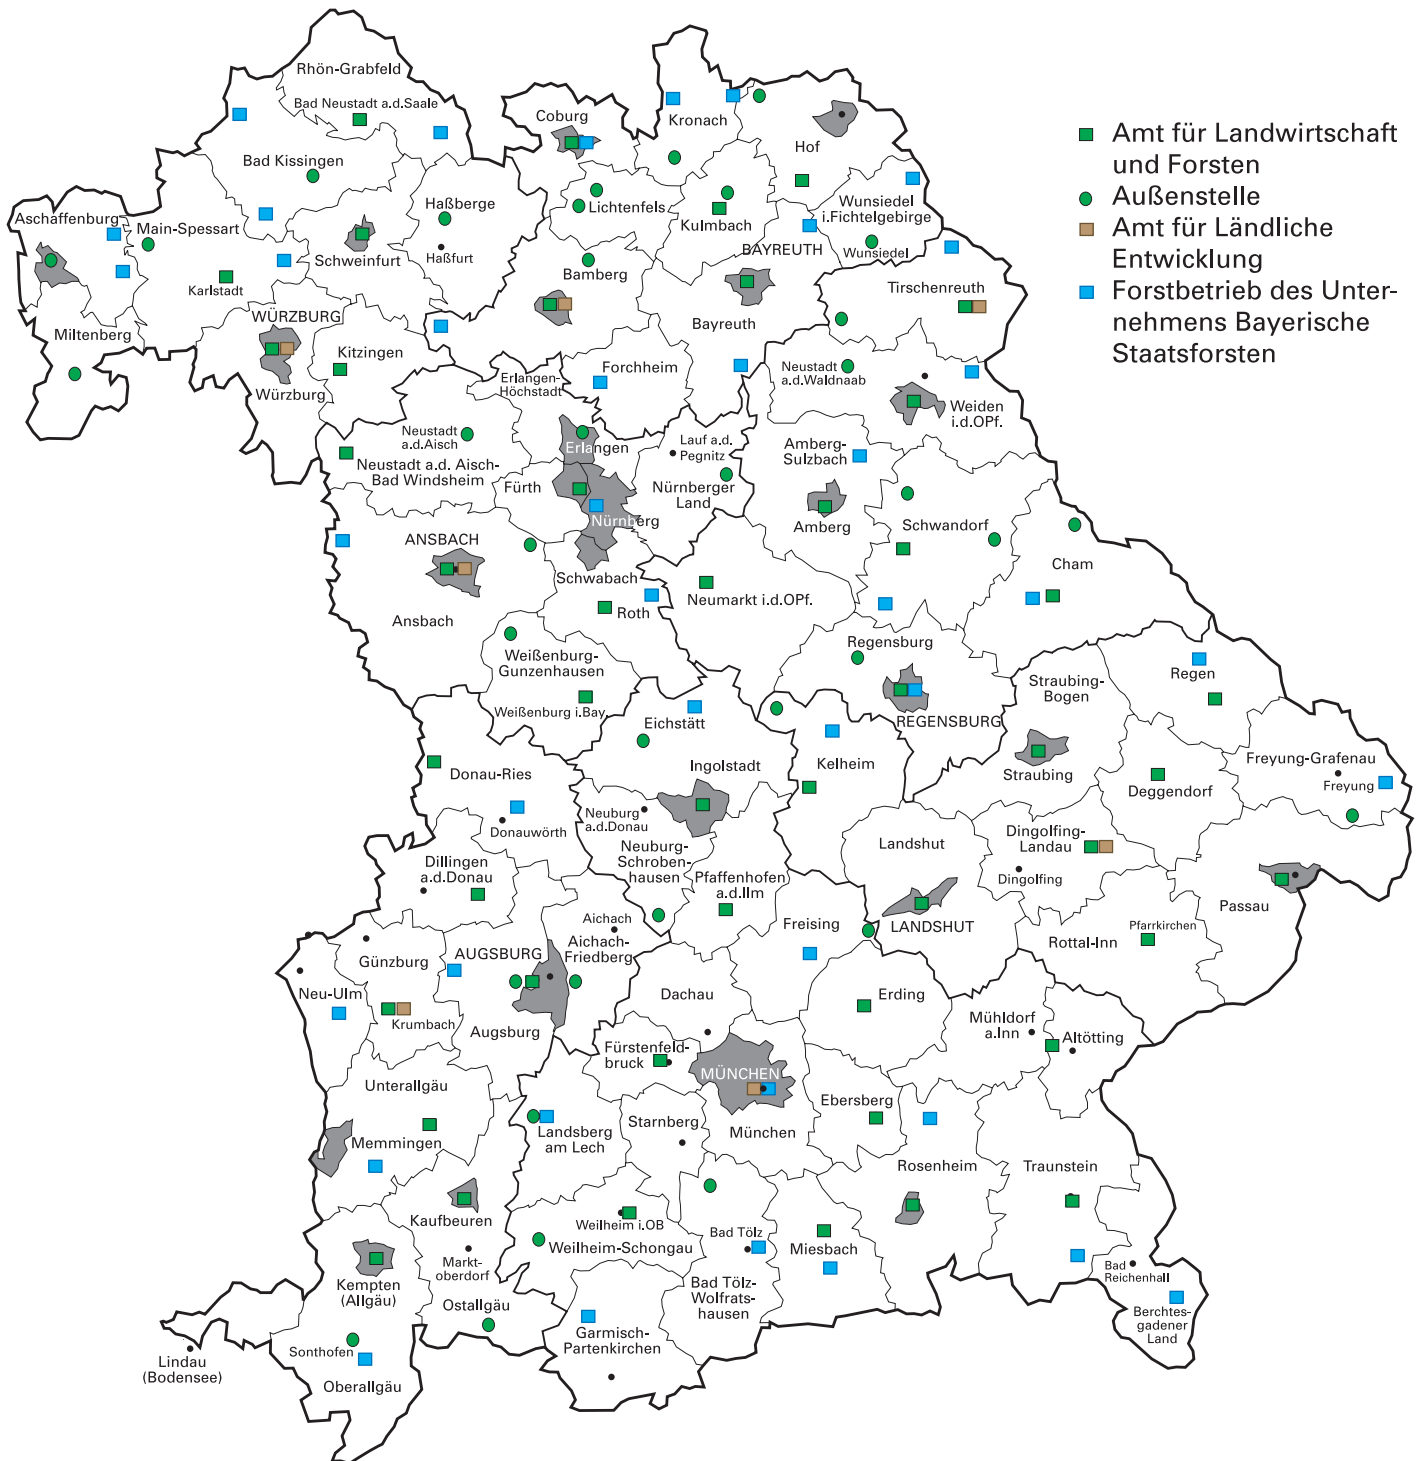 Rhön-Grabfeld
Bad Neustadt a.d.Saale
Coburg
Kronach
Hof
Bad Kissingen
Aschaffenburg
Main-Spessart
Haßberge
Haßfurt
Schweinfurt
Karlstadt
Lichtenfels
Kulmbach
Wunsiedel
i.Fichtelgebirge
Wunsiedel
BAYREUTH
Bayreuth
Bamberg
Tirschenreuth
Miltenberg
WÜRZBURG
Würzburg
Kitzingen
Erlangen-
Höchstadt
Forchheim
Neustadt
a.d.Waldnaab
Weiden
i.d.OPf.
Neustadt
a.d.Aisch
Neustadt a.d. Aisch-
Bad Windsheim
Erlangen
Fürth
Nürnberg
Lauf a.d.
Pegnitz
Nürnberger
Land
Amberg-
Sulzbach
Amberg
Schwandorf
Cham
ANSBACH
Ansbach
Schwabach
Roth
Neumarkt i.d.OPf.
Weißenburg-
Gunzenhausen
Weißenburg i.Bay.
Regensburg
REGENSBURG
Straubing-
Bogen
Straubing
Regen
Eichstätt
Ingolstadt
Kelheim
Deggendorf
Freyung-Grafenau
Freyung
Donau-Ries
Donauwörth
Neuburg
a.d.Donau
Neuburg-
Schroben-
hausen
Pfaffenhofen
a.d.Ilm
Landshut
LANDSHUT
Dingolfing-
Landau
Dingolfing
Passau
Pfarrkirchen
Rottal-Inn
Dillingen
a.d.Donau
Günzburg
Neu-Ulm
Krumbach
AUGSBURG
Augsburg
Aichach
Aichach-
Friedberg
Freising
Dachau
Erding
Mühldorf
a.Inn
Altötting
Fürstenfeld-
bruck
MÜNCHEN
München
Ebersberg
Unterallgäu
Memmingen
Landsberg
am Lech
Starnberg
Rosenheim
Traunstein
Kaufbeuren
Markt-
oberdorf
Ostallgäu
Weilheim i.OB
Weilheim-Schongau
Bad Tölz
Bad Tölz-
Wolfrats-
hausen
Miesbach
Bad
Reichenhall
Berchtes-
gadener
Land
Kempten
(Allgäu)
Sonthofen
Oberallgäu
Lindau
(Bodensee)
Garmisch-
Partenkirchen
Amt für Landwirtschaft
und Forsten
Außenstelle
Amt für Ländliche
Entwicklung
Forstbetrieb des Unter-
nehmens Bayerische
Staatsforsten